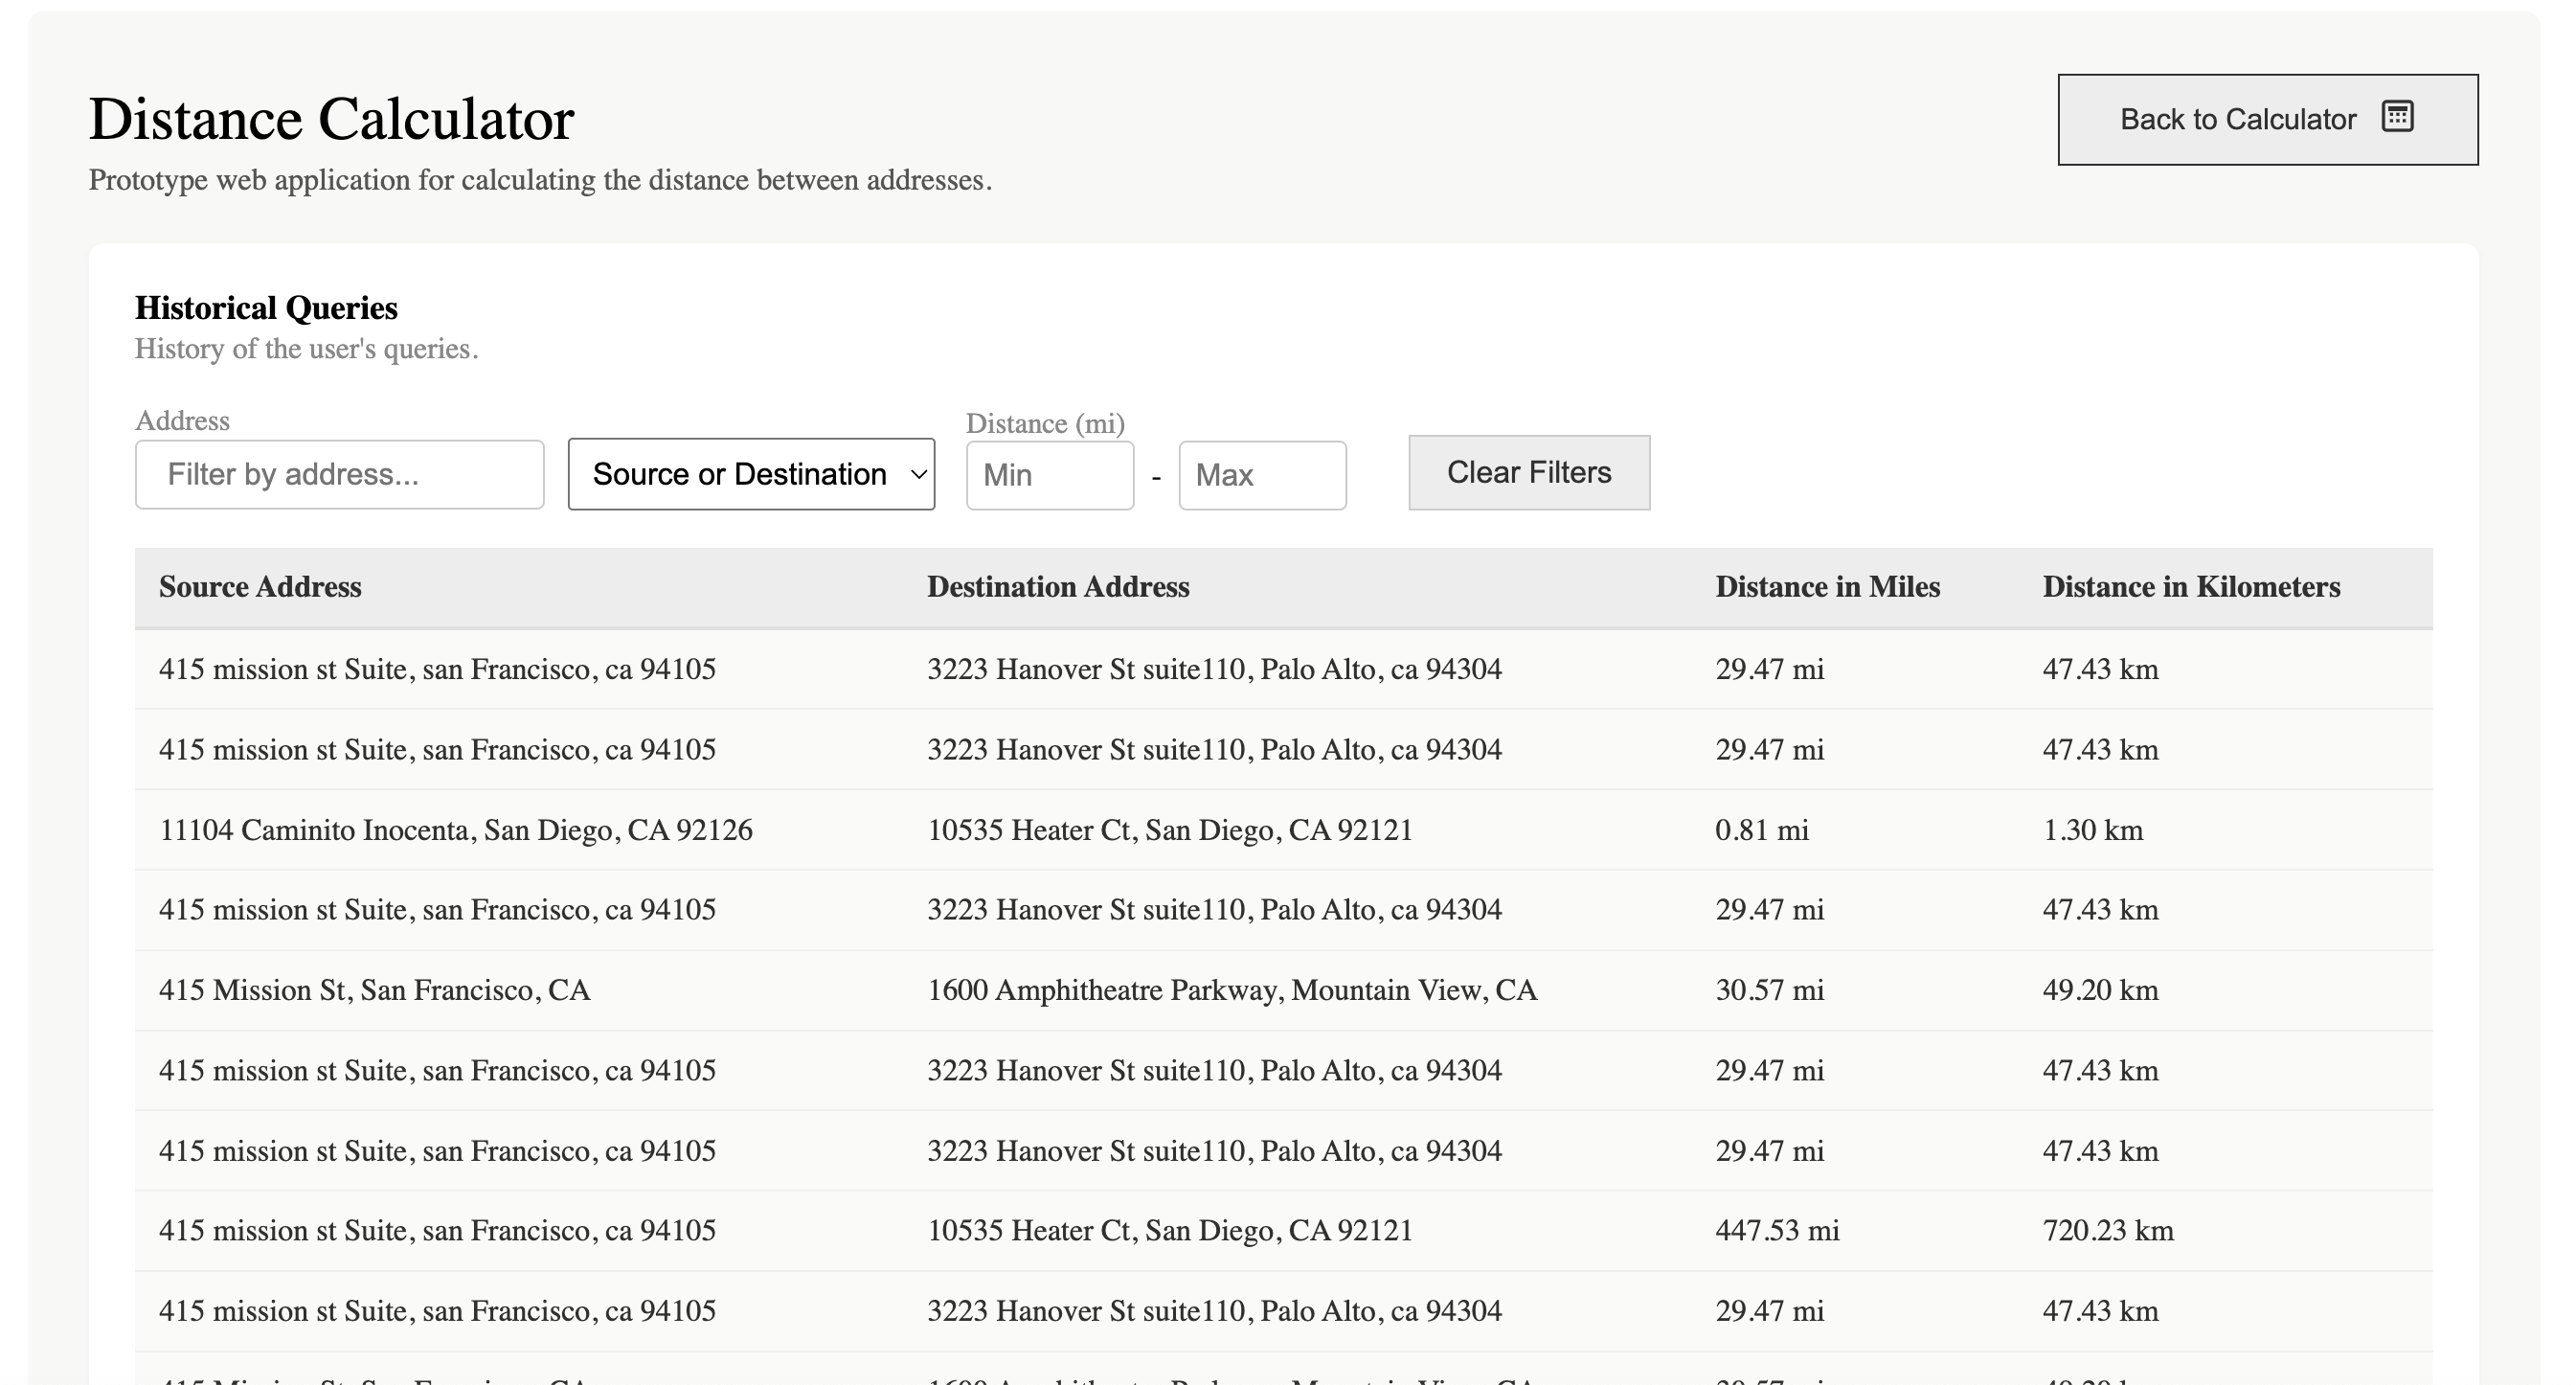 Distance Calculator
Back to Calculator
Prototype web application for calculating the distance between addresses.
Historical Queries
History of the user's queries.
Address
Distance (mi)
Filter by address...
Source or Destination
Min
-
Max
Clear Filters
Source Address Destination Address Distance in Miles Distance in Kilometers
415 mission st Suite, san Francisco, ca 94105 3223 Hanover St suite110, Palo Alto, ca 94304 29.47 mi 47.43 km
415 mission st Suite, san Francisco, ca 94105 3223 Hanover St suite110, Palo Alto, ca 94304 29.47 mi 47.43 km
11104 Caminito Inocenta, San Diego, CA 92126 10535 Heater Ct, San Diego, CA 92121 0.81 mi 1.30 km
415 mission st Suite, san Francisco, ca 94105 3223 Hanover St suite110, Palo Alto, ca 94304 29.47 mi 47.43 km
415 Mission St, San Francisco, CA 1600 Amphitheatre Parkway, Mountain View, CA 30.57 mi 49.20 km
415 mission st Suite, san Francisco, ca 94105 3223 Hanover St suite110, Palo Alto, ca 94304 29.47 mi 47.43 km
415 mission st Suite, san Francisco, ca 94105 3223 Hanover St suite110, Palo Alto, ca 94304 29.47 mi 47.43 km
415 mission st Suite, san Francisco, ca 94105 10535 Heater Ct, San Diego, CA 92121 447.53 mi 720.23 km
415 mission st Suite, san Francisco, ca 94105 3223 Hanover St suite110, Palo Alto, ca 94304 29.47 mi 47.43 km